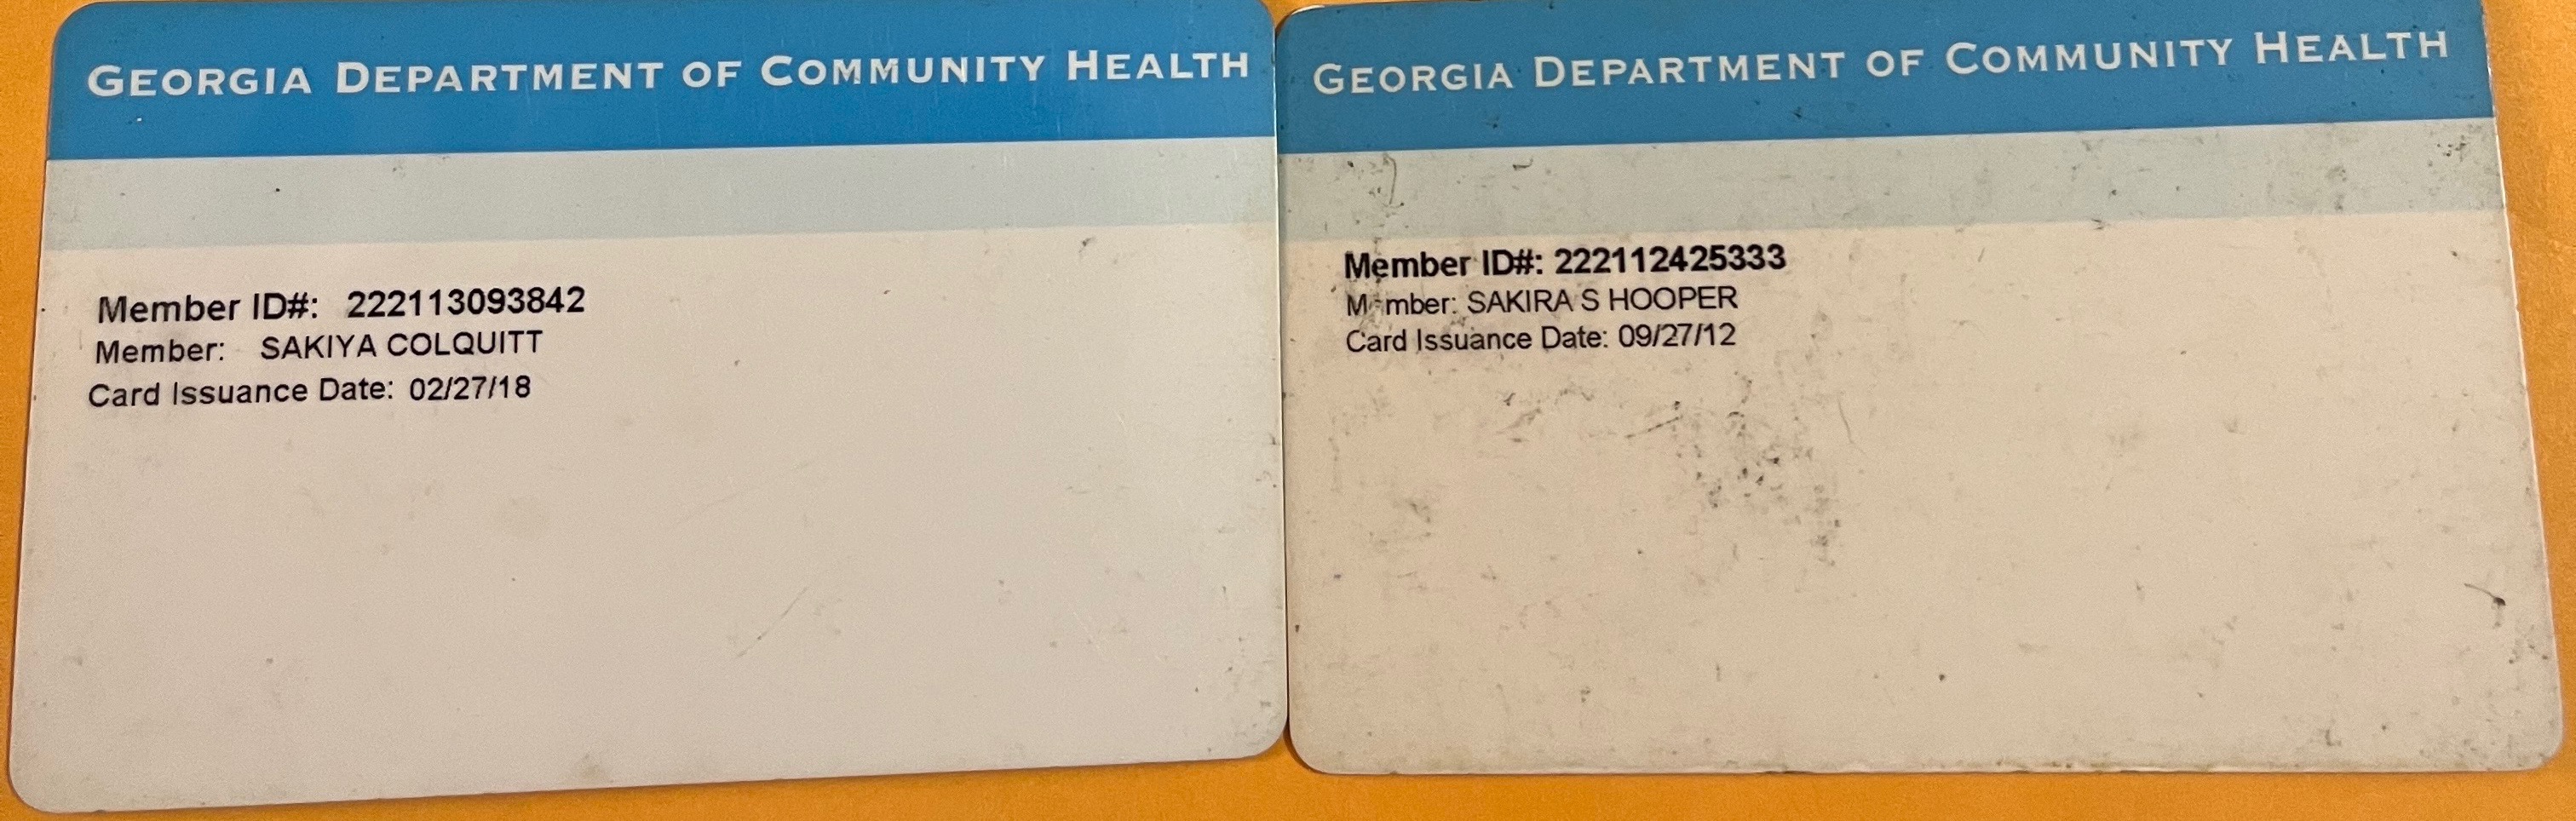 GEORGIA DEPARTMENT OF COMMUNITY HEALTH
Member ID#: 222113093842
Member: SAKIYA COLQUITT
Card Issuance Date: 02/27/18
GEORGIA DEPARTMENT OF COMMUNITY HEALTH
Member ID#: 222112425333
Member: SAKIRA S HOOPER
Card Issuance Date: 09/27/12